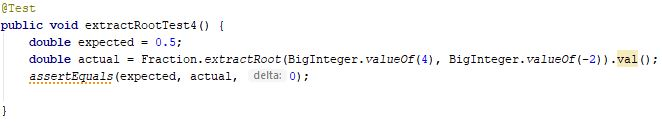 @Test
public void extractRootTest4() {
    double expected = 0.5;
    double actual = Fraction.extractRoot(BigInteger.valueOf(4), BigInteger.valueOf(-2)).val();
    assertEquals(expected, actual, delta: 0);
}